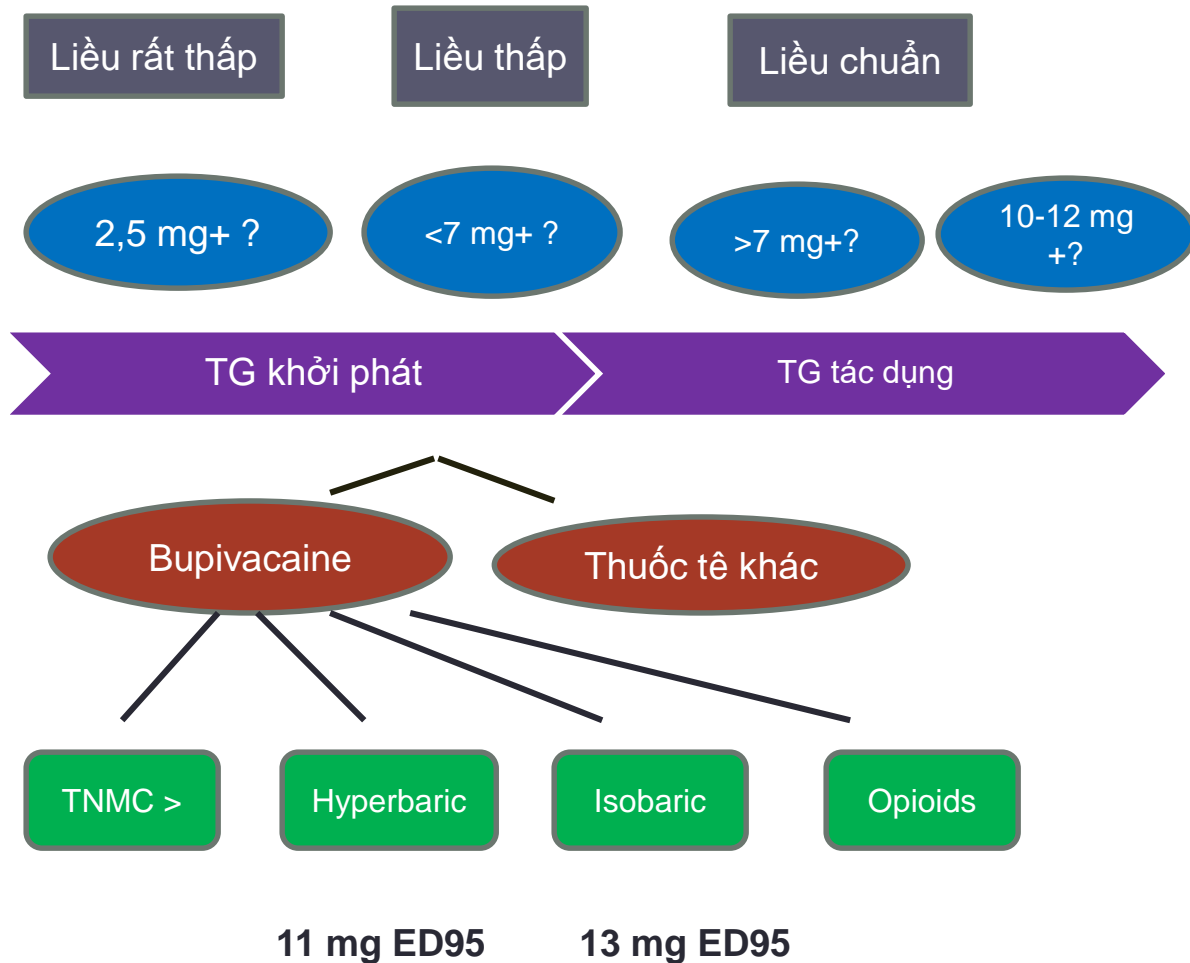 Liều rất thấp
Liều thấp
Liều chuẩn
2,5 mg+ ?
<7 mg+ ?
>7 mg+?
10-12 mg
+?
TG khởi phát
TG tác dụng
Bupivacaine
Thuốc tê khác
TNMC >
Hyperbaric
Isobaric
Opioids
11 mg ED95
13 mg ED95